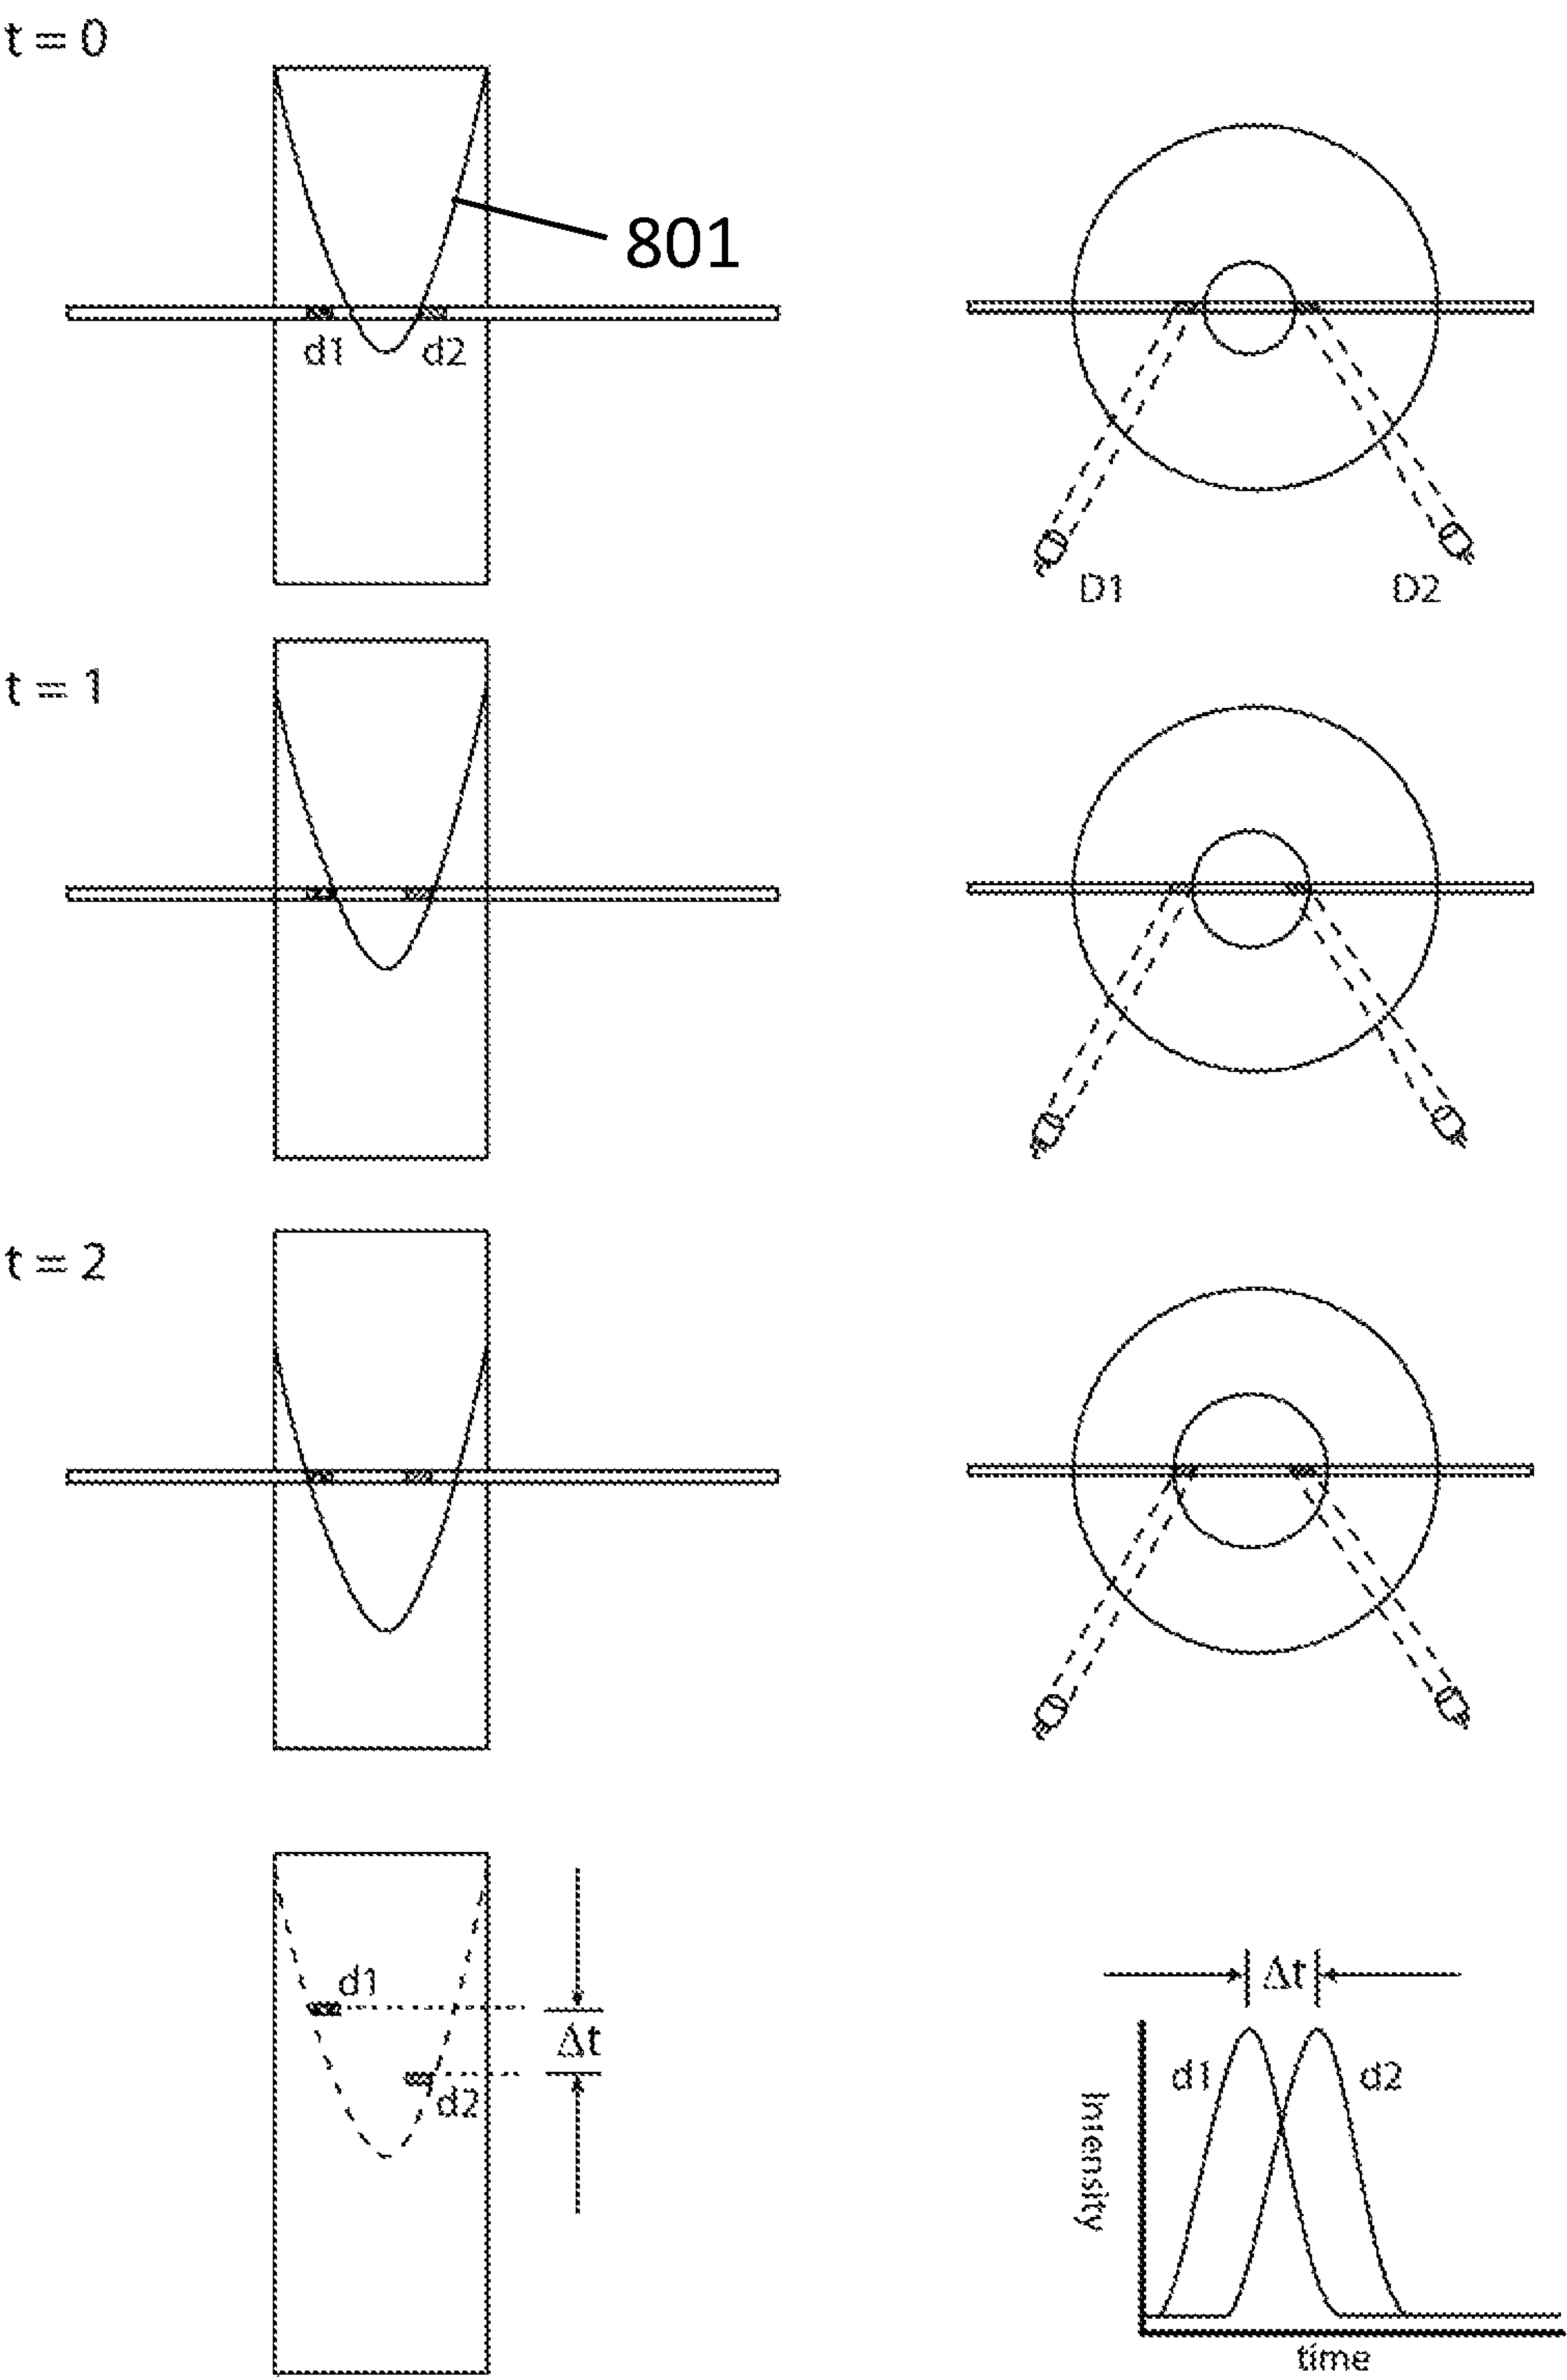 t = 0
801
d1 d2
D1 D2
t = 1
t = 2
d1
Δt
d2
Δt
d1 d2
Intensity
time